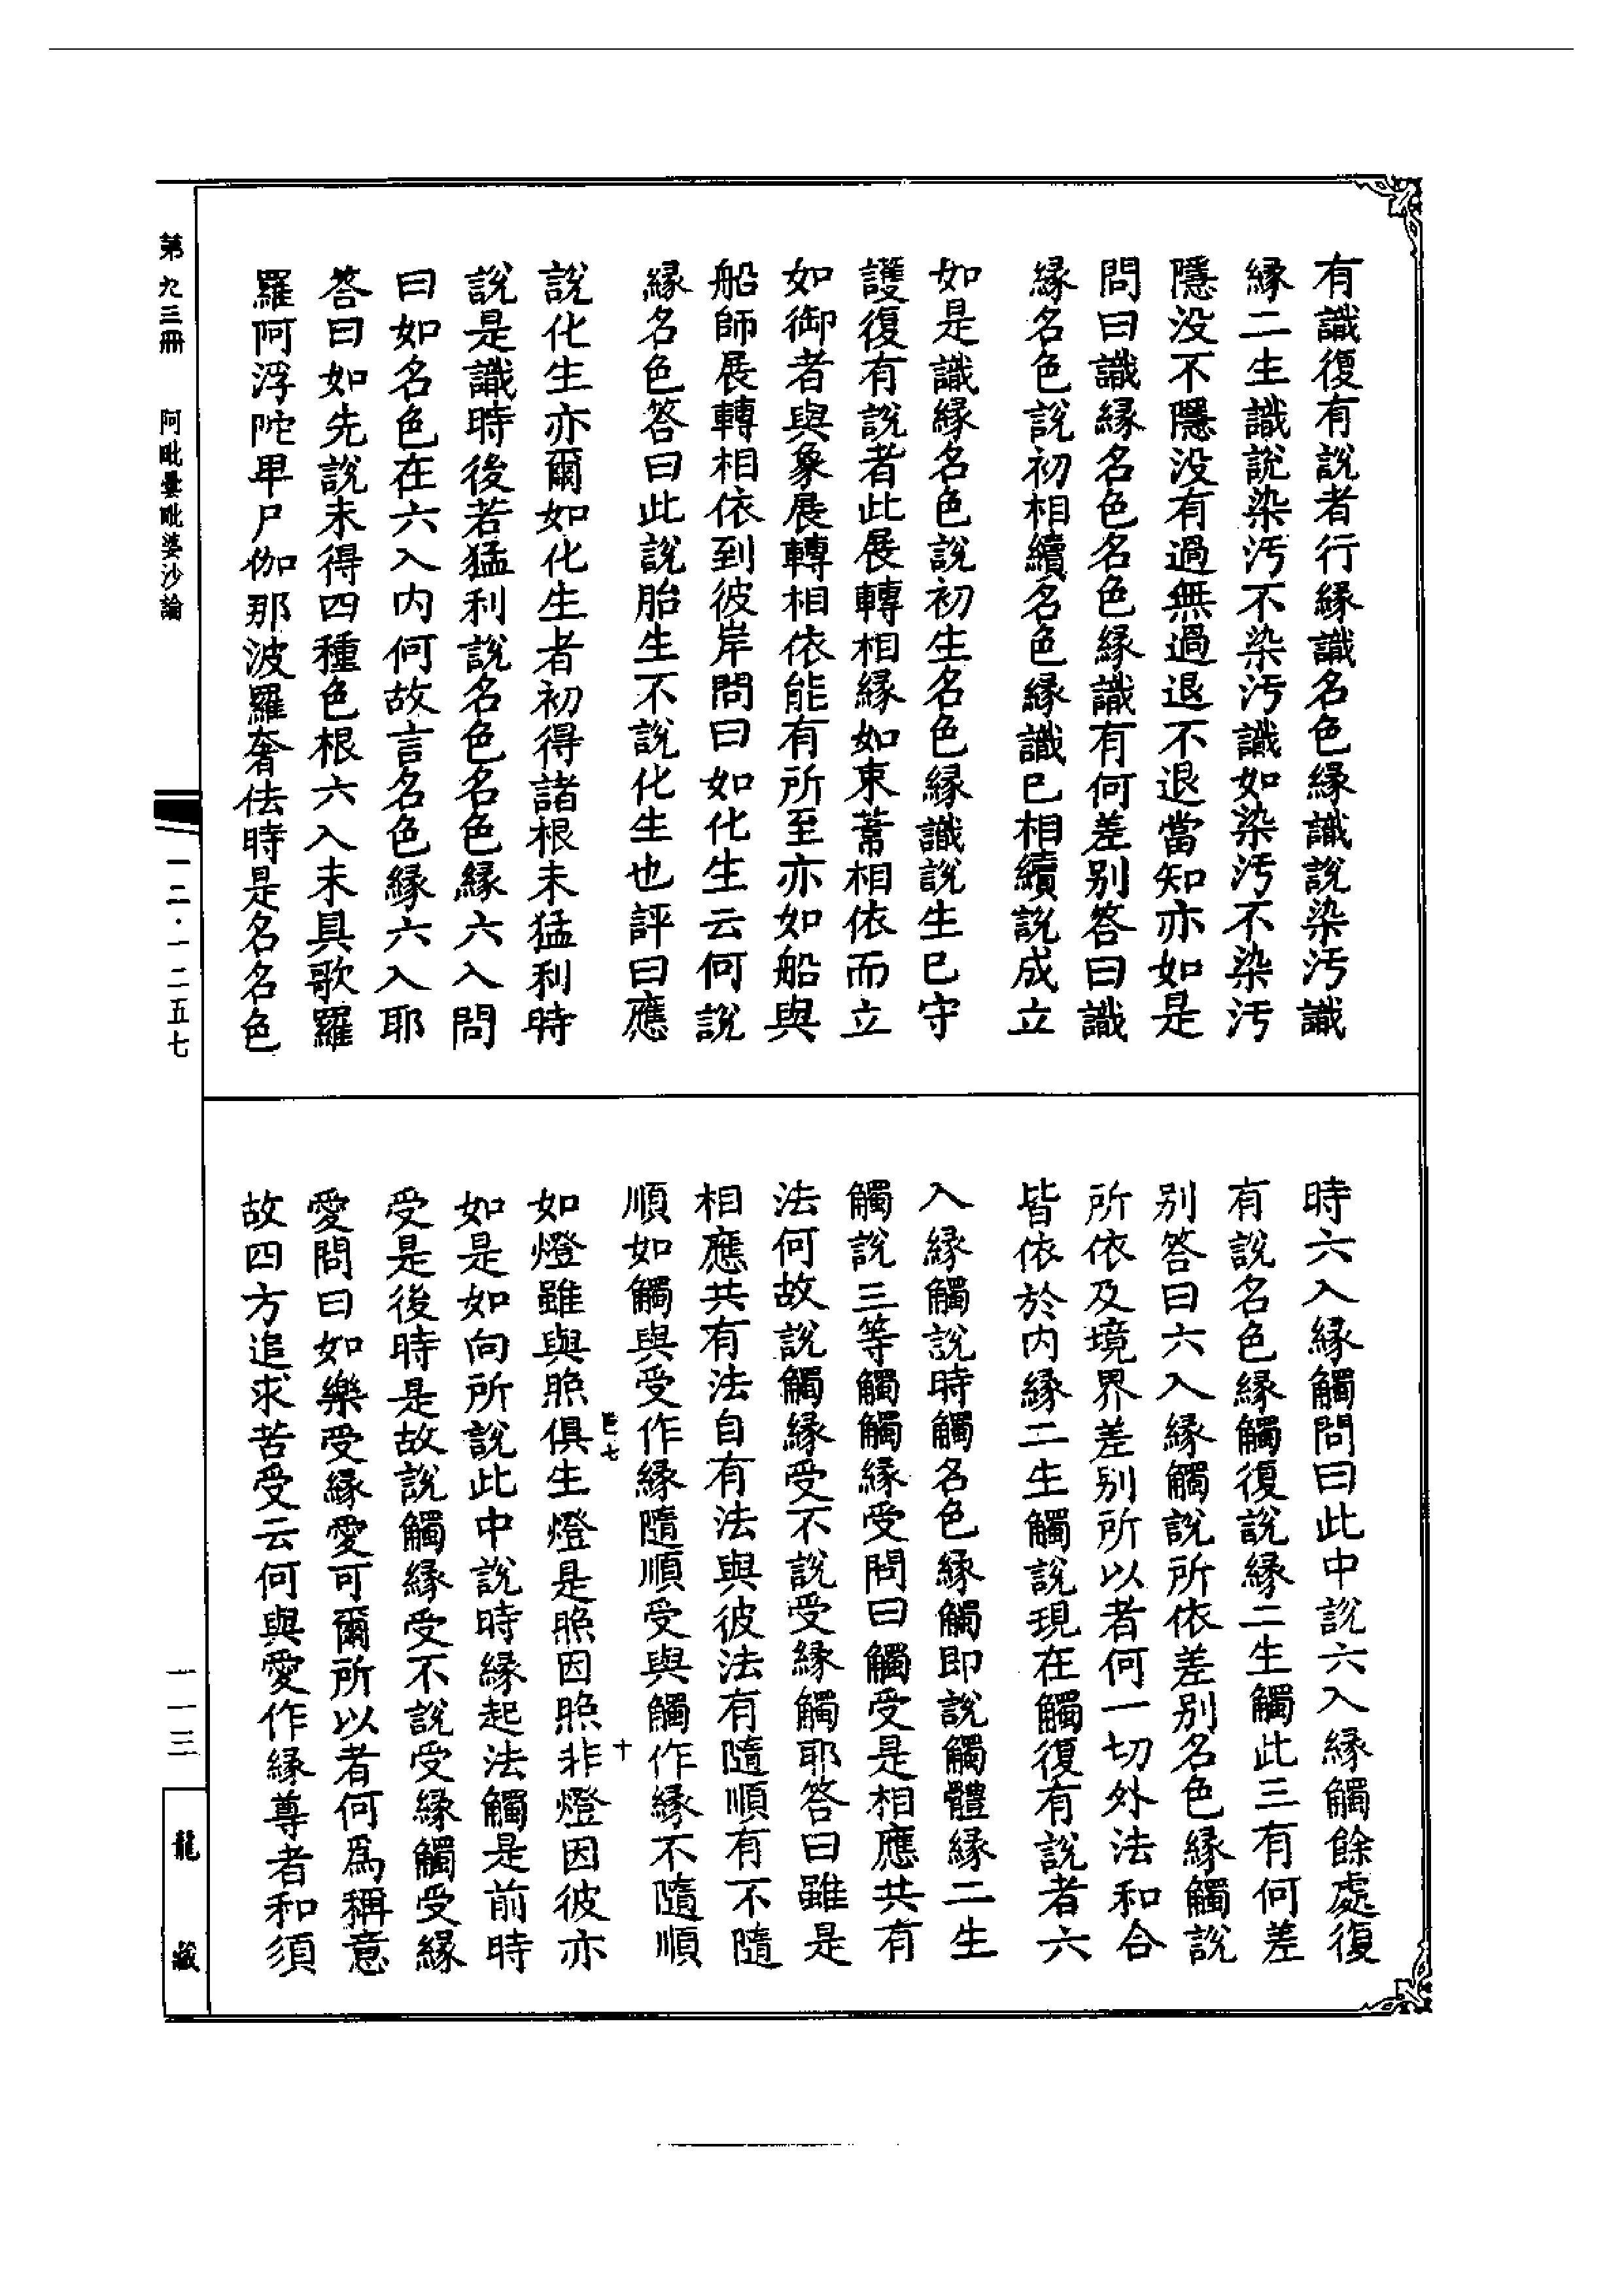 有識復有說者行緣識名色緣識說染汚識
緣二生識說染汚不染汚識如染汚不染汚
隱没不隱没有過無過退不退當知亦如是
問曰識緣名色名色緣識有何差别答曰識
緣名色說初相續名色緣識已相續說成立
如是識緣名色說初生名色緣識說生已守
護復有說者此展轉相緣如束蓍相依而立
如御者與象展轉相依能有所至亦如船與
船師展轉相依到彼岸問曰如化生云何說
緣名色答曰此說胎生不說化生也評曰應
說化生亦爾如化生者初得諸根未猛利時
說是識時後若猛利說名色名色緣六入問
曰如名色在六入内何故言名色緣六入耶
答曰如先說未得四種色根六入未具歌羅
羅阿浮陀卑尸伽那波羅奢佉時是名名色
時六入緣觸問曰此中說六入緣觸餘處復
有說名色緣觸復說緣二生觸此三有何差
别答曰六入緣觸說所依差别名色緣觸說
所依及境界差别所以者何一切外法和合
皆依於内緣二生觸說現在觸復有說者六
入緣觸說時觸名色緣觸即說觸體緣二生
觸說三等觸觸緣受問曰觸受是相應共有
法何故說觸緣受不說受緣觸耶答曰雖是
相應共有法自有法與彼法有隨順有不隨
順如觸與受作緣隨順受與觸作緣不隨順
如燈雖與照俱生燈是照因照非燈因彼亦
如是如向所說此中說時緣起法觸是前時
受是後時是故說觸緣受不說受緣觸受緣
愛問曰如樂受緣愛可爾所以者何爲稱意
故四方追求苦受云何與愛作緣尊者和須
第九三冊　阿毗曇毗婆沙論
一二·一二五七
一一三
龍藏
十